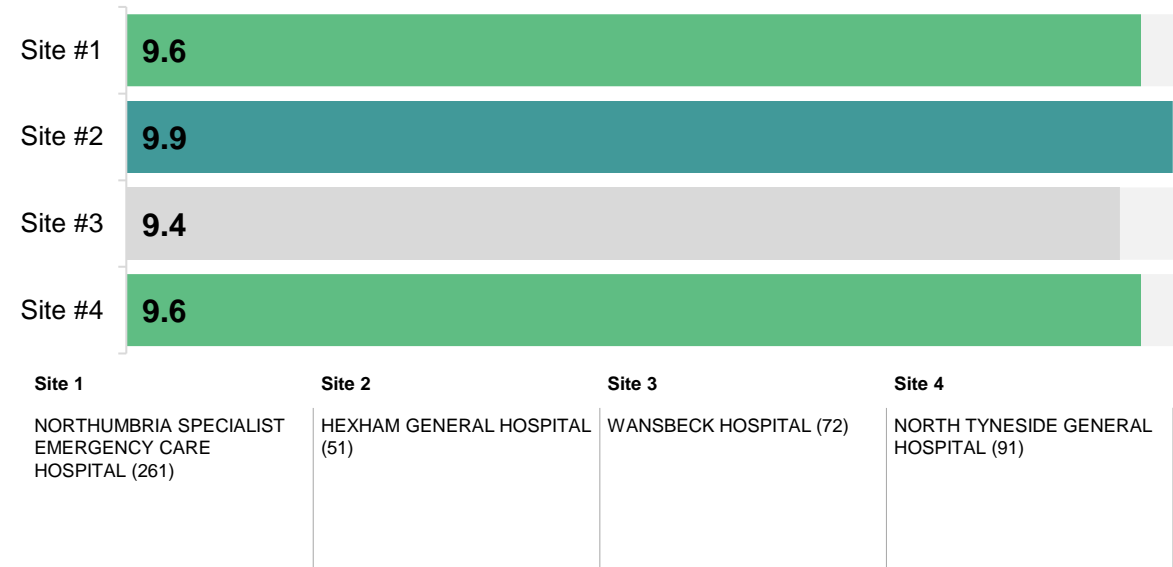 Site #1
9.6
Site #2
9.9
Site #3
9.4
Site #4
9.6
Site 1
NORTHUMBRIA SPECIALIST
EMERGENCY CARE
HOSPITAL (261)
Site 2
HEXHAM GENERAL HOSPITAL
(51)
Site 3
WANSBECK HOSPITAL (72)
Site 4
NORTH TYNESIDE GENERAL
HOSPITAL (91)